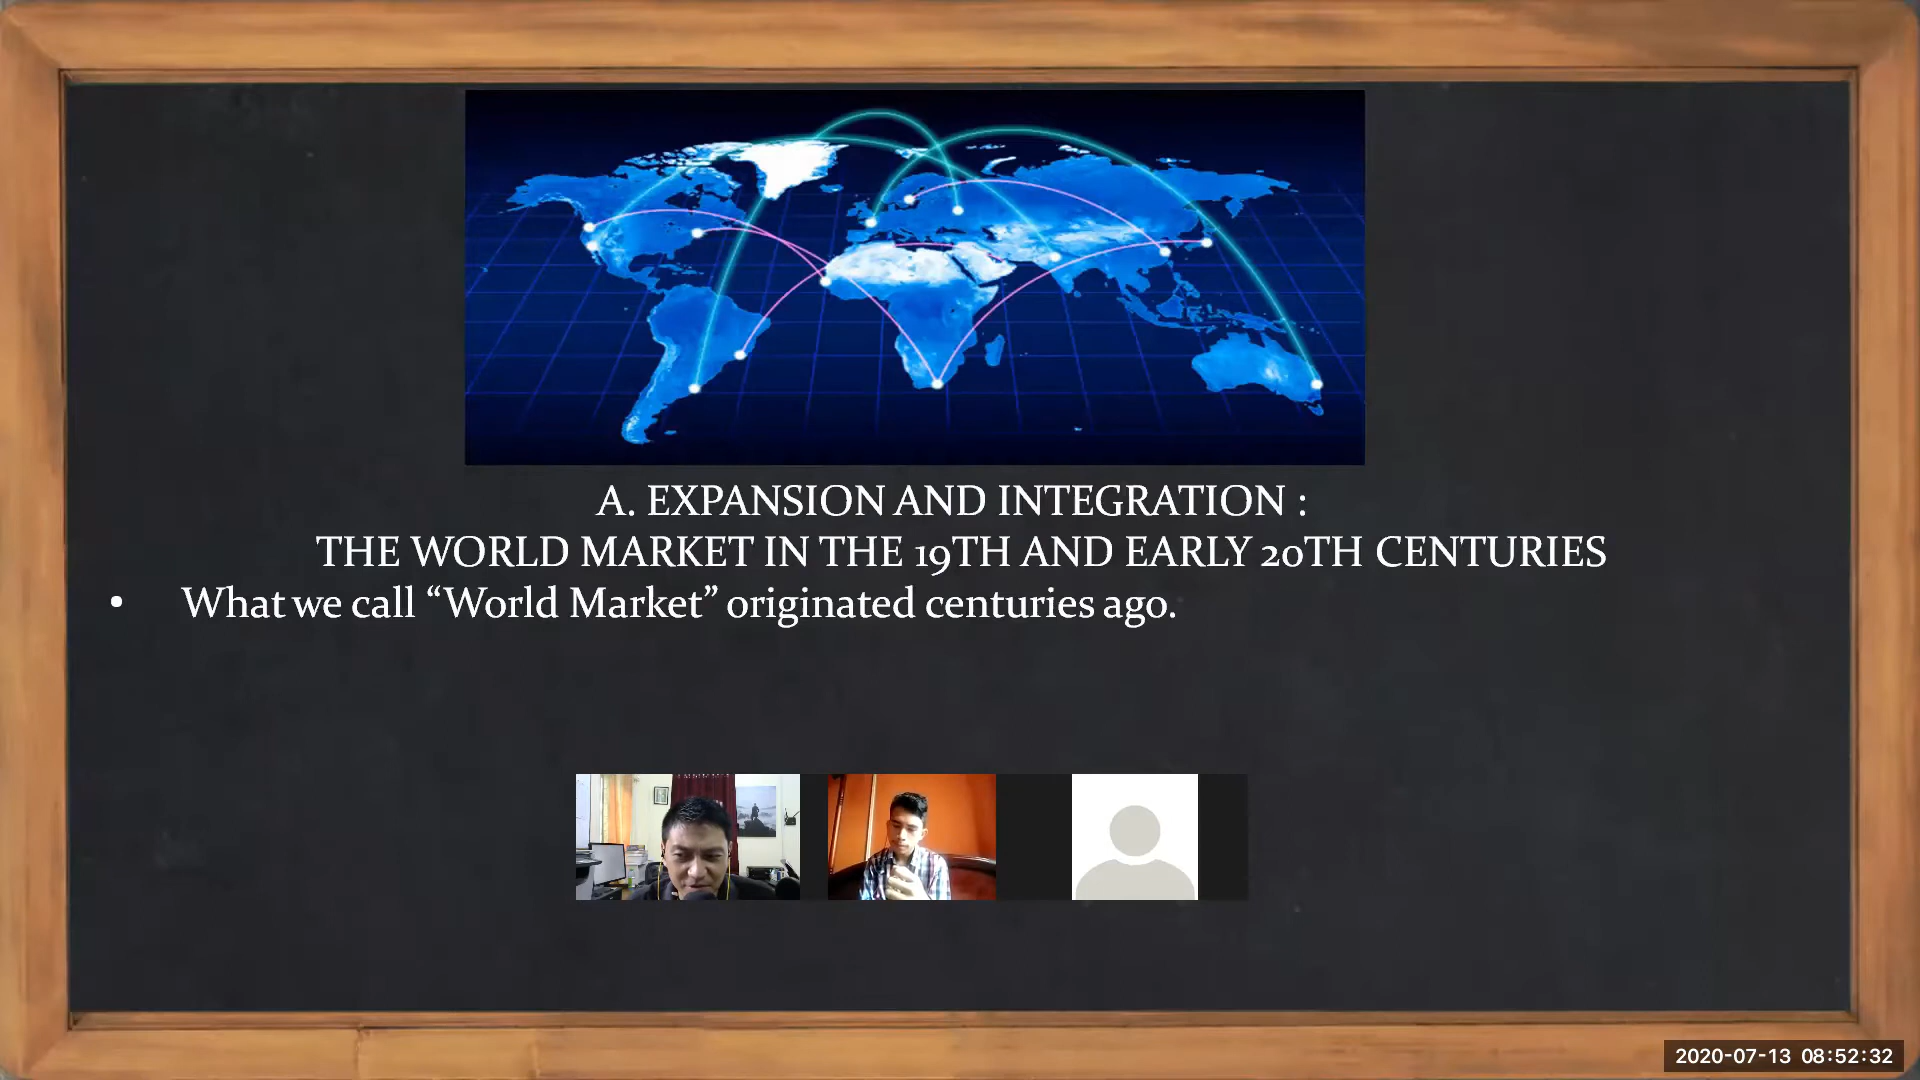 A. EXPANSION AND INTEGRATION :
THE WORLD MARKET IN THE 19TH AND EARLY 20TH CENTURIES
• What we call “World Market” originated centuries ago.
2020-07-13 08:52:32